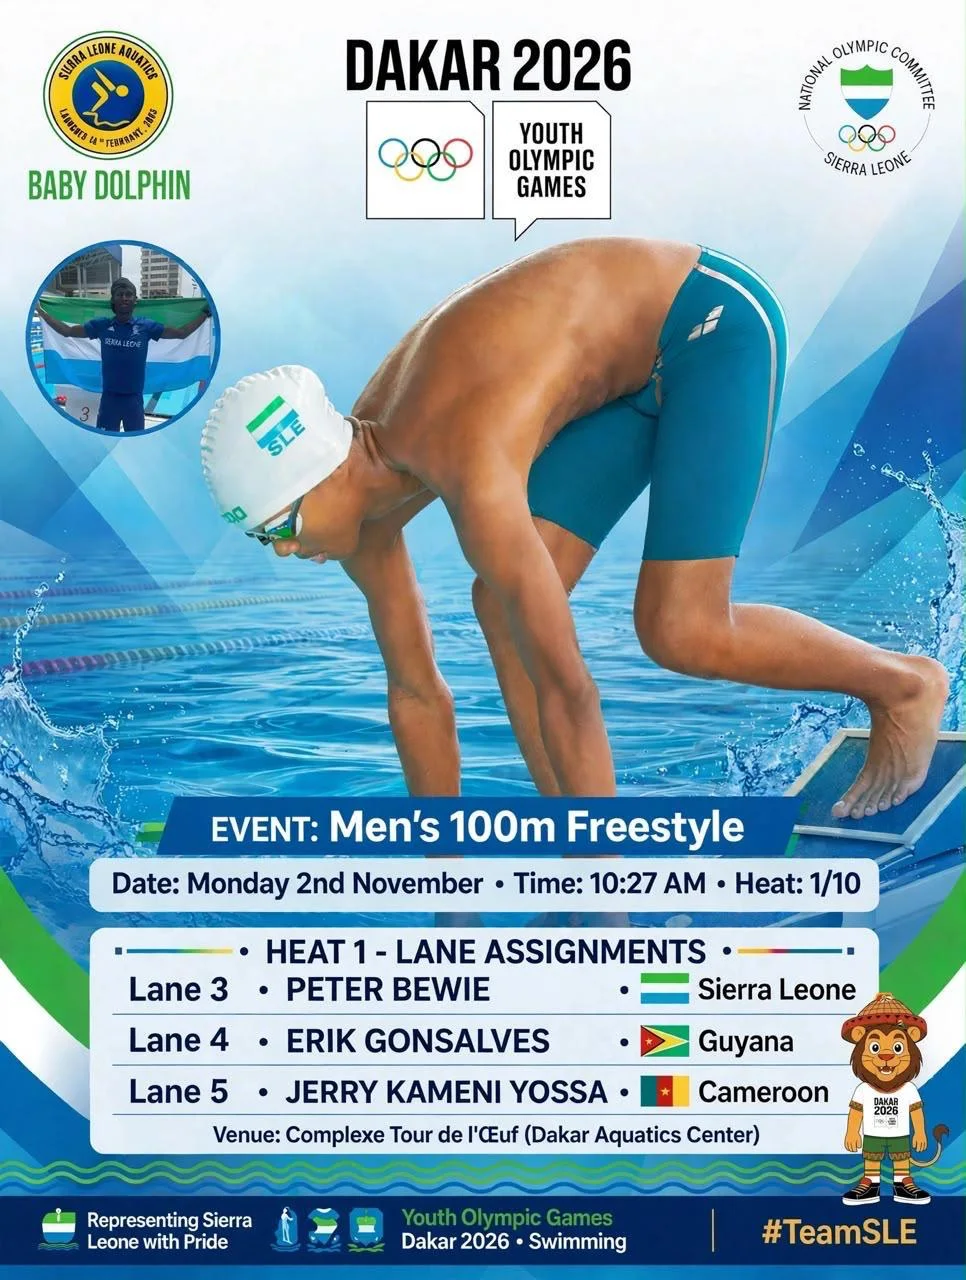 SIERRA LEONE AQUATICS
BABY DOLPHIN
DAKAR 2026
YOUTH
OLYMPIC
GAMES
NATIONAL OLYMPIC COMMITTEE
SIERRA LEONE
SIERRA LEONE
3
SLE
EVENT: Men's 100m Freestyle
Date: Monday 2nd November • Time: 10:27 AM • Heat: 1/10
• HEAT 1 - LANE ASSIGNMENTS •
Lane 3 • PETER BEWIE • Sierra Leone
Lane 4 • ERIK GONSALVES • Guyana
Lane 5 • JERRY KAMENI YOSSA • Cameroon
Venue: Complexe Tour de l'Œuf (Dakar Aquatics Center)
DAKAR
2026
Representing Sierra
Leone with Pride
Youth Olympic Games
Dakar 2026 • Swimming
#TeamSLE